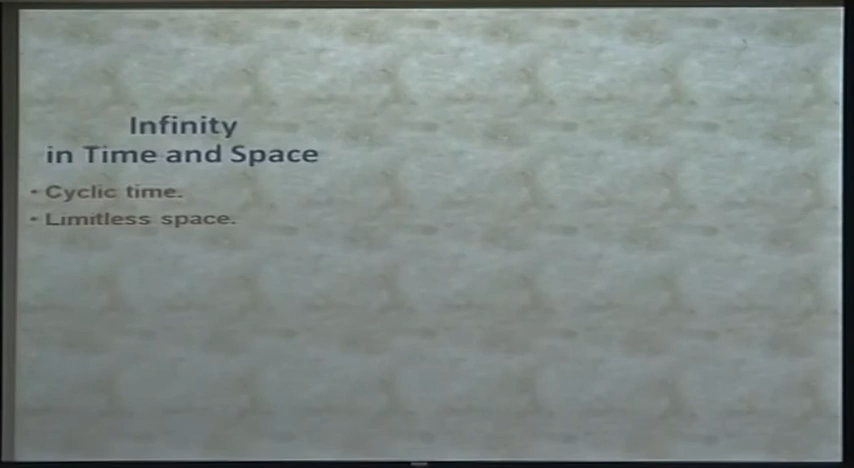 Infinity
in Time and Space
• Cyclic time.
• Limitless space.